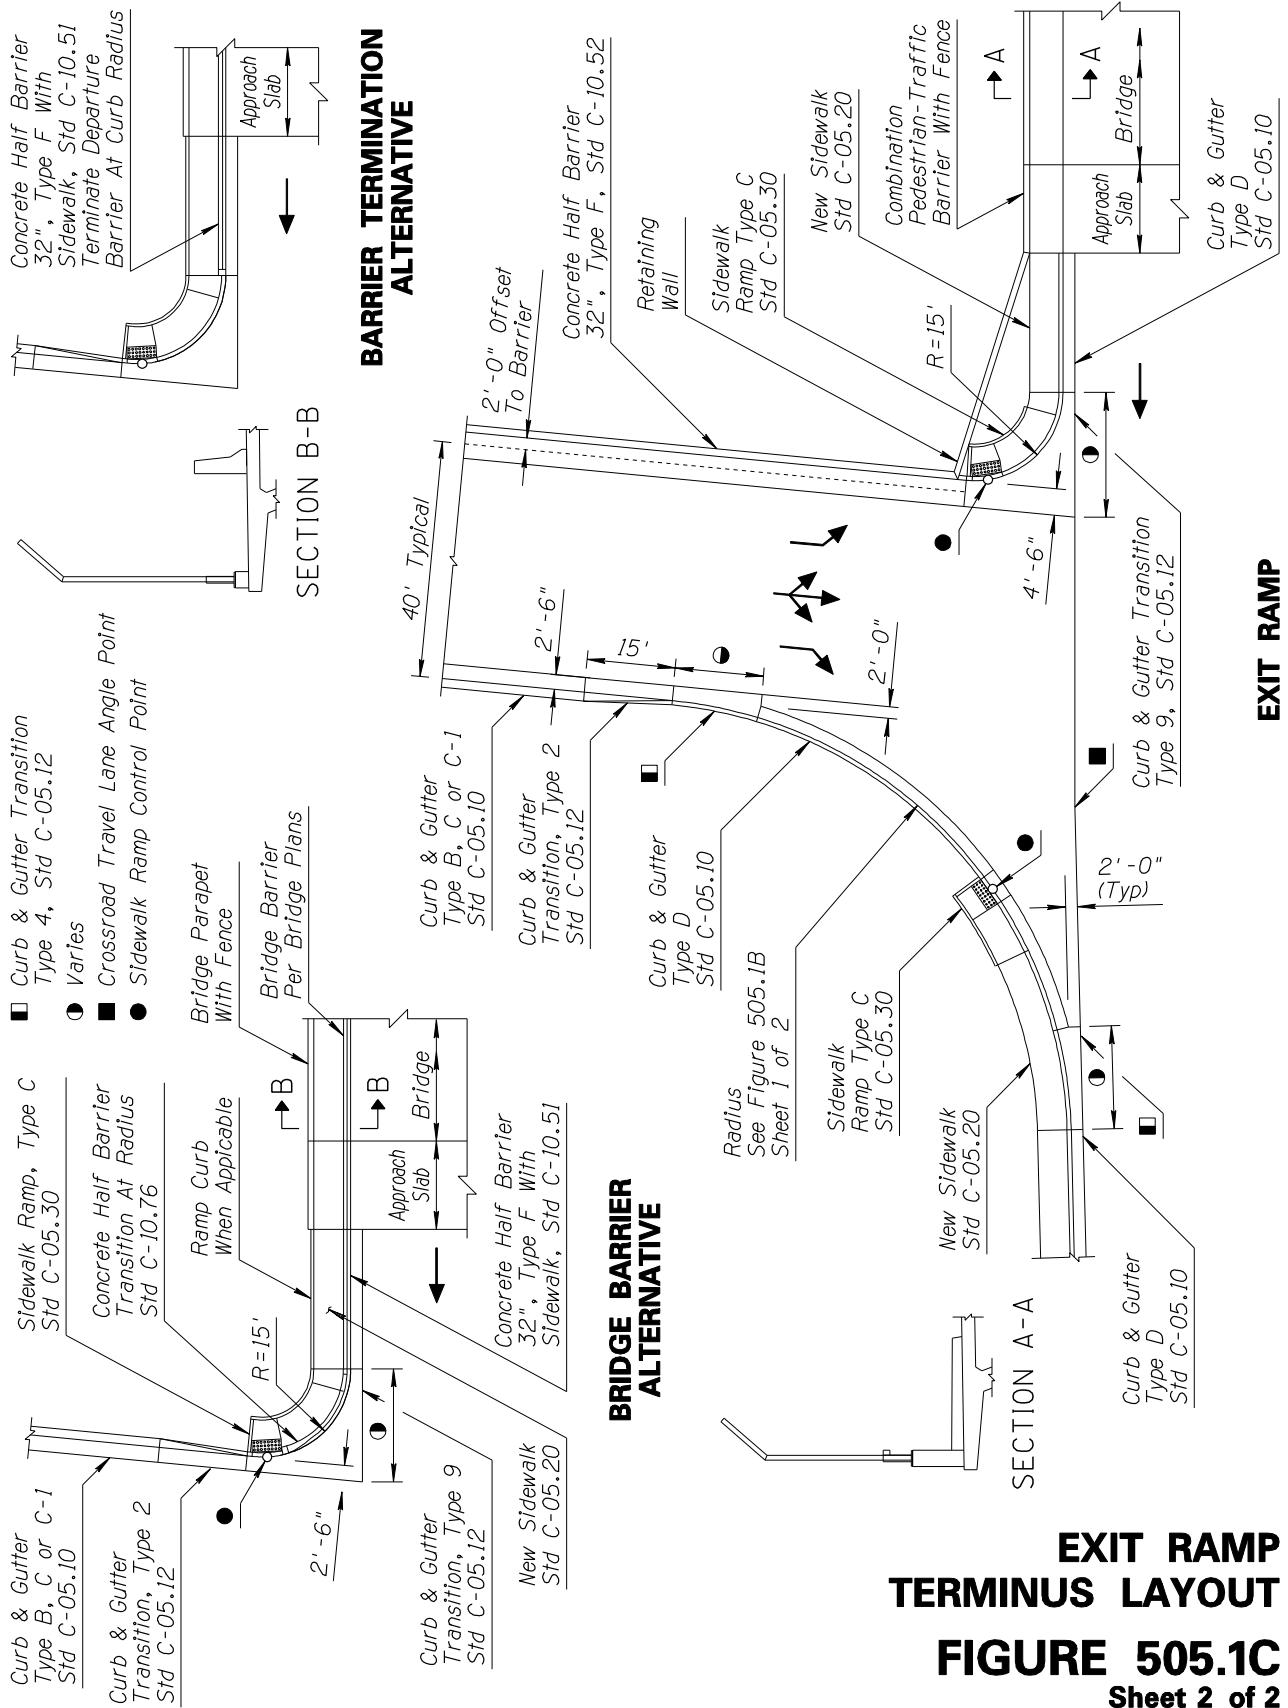 Curb & Gutter
Type B, C or C-1
Std C-05.10
Curb & Gutter
Transition, Type 2
Std C-05.12
2'-6"
Curb & Gutter
Transition, Type 9
Std C-05.12
New Sidewalk
Std C-05.20
Sidewalk Ramp, Type C
Std C-05.30
Concrete Half Barrier
Transition At Radius
Std C-10.76
Ramp Curb
When Appicable
R=15'
B
B
Bridge
Approach
Slab
Concrete Half Barrier
32", Type F With
Sidewalk, Std C-10.51
BRIDGE BARRIER
ALTERNATIVE
Curb & Gutter Transition
Type 4, Std C-05.12
Varies
Crossroad Travel Lane Angle Point
Sidewalk Ramp Control Point
Bridge Parapet
With Fence
Bridge Barrier
Per Bridge Plans
SECTION B-B
Concrete Half Barrier
32", Type F With
Sidewalk, Std C-10.51
Terminate Departure
Barrier At Curb Radius
Approach
Slab
BARRIER TERMINATION
ALTERNATIVE
40' Typical
2'-0" Offset
To Barrier
Concrete Half Barrier
32", Type F, Std C-10.52
Retaining
Wall
Sidewalk
Ramp Type C
Std C-05.30
New Sidewalk
Std C-05.20
Combination
Pedestrian-Traffic
Barrier With Fence
A
A
Bridge
Approach
Slab
Curb & Gutter
Type D
Std C-05.10
R=15'
2'-6"
15'
2'-0"
4'-6"
Curb & Gutter
Type B, C or C-1
Std C-05.10
Curb & Gutter
Transition, Type 2
Std C-05.12
Curb & Gutter
Type D
Std C-05.10
Radius
See Figure 505.1B
Sheet 1 of 2
Sidewalk
Ramp Type C
Std C-05.30
New Sidewalk
Std C-05.20
2'-0"
(Typ)
Curb & Gutter Transition
Type 9, Std C-05.12
Curb & Gutter
Type D
Std C-05.10
SECTION A-A
EXIT RAMP
EXIT RAMP
TERMINUS LAYOUT
FIGURE 505.1C
Sheet 2 of 2